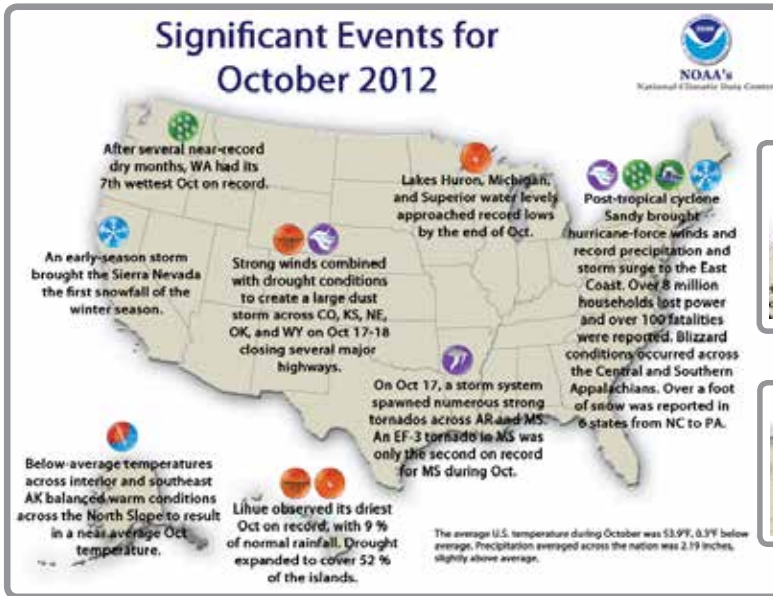 Significant Events for
October 2012
NOAA's
National Climatic Data Center
After several near-record
dry months, WA had its
7th wettest Oct on record.
An early-season storm
brought the Sierra Nevada
the first snowfall of the
winter season.
Strong winds combined
with drought conditions
to create a large dust
storm across CO, KS, NE,
OK, and WY on Oct 17-18
closing several major
highways.
Lakes Huron, Michigan,
and Superior water levels
approached record lows
by the end of Oct.
Post-tropical cyclone
Sandy brought
hurricane-force winds and
record precipitation and
storm surge to the East
Coast. Over 8 million
households lost power
and over 100 fatalities
were reported. Blizzard
conditions occurred across
the Central and Southern
Appalachians. Over a foot
of snow was reported in
6 states from NC to PA.
On Oct 17, a storm system
spawned numerous strong
tornados across AR and MS.
An EF-3 tornado in MS was
only the second on record
for MS during Oct.
Below-average temperatures
across interior and southeast
AK balanced warm conditions
across the North Slope to result
in a near average Oct
temperature.
Lihue observed its driest
Oct on record, with 9 %
of normal rainfall. Drought
expanded to cover 52 %
of the islands.
The average U.S. temperature during October was 53.9°F, 0.3°F below
average. Precipitation averaged across the nation was 2.19 inches,
slightly above average.